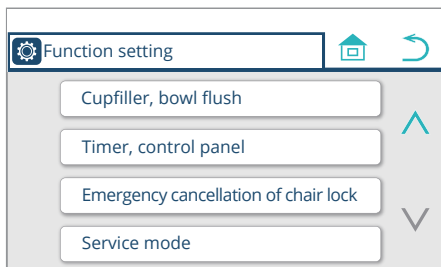 Function setting
Cupfiller, bowl flush
Timer, control panel
Emergency cancellation of chair lock
Service mode